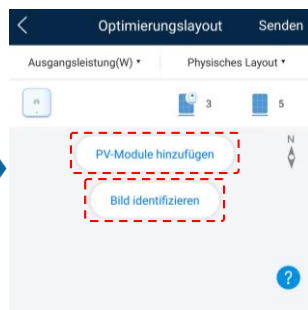 Optimierungslayout Senden
Ausgangsleistung(W) Physisches Layout
3 5
PV-Module hinzufügen
N
Bild identifizieren
?